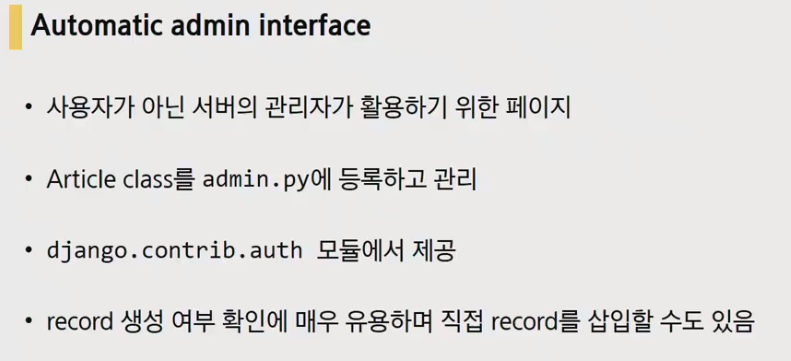 Automatic admin interface
• 사용자가 아닌 서버의 관리자가 활용하기 위한 페이지
• Article class를 admin.py에 등록하고 관리
• django.contrib.auth 모듈에서 제공
• record 생성 여부 확인에 매우 유용하며 직접 record를 삽입할 수도 있음